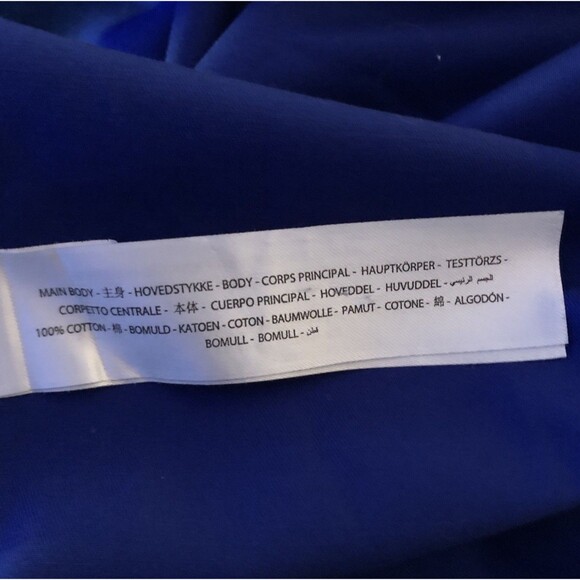 MAIN BODY - 主身 - HOVEDSTYKKE - BODY - CORPS PRINCIPAL - HAUPTKÖRPER - TESTTÖRZS -
CORPETTO CENTRALE - 本体 - CUERPO PRINCIPAL - HOVEDDEL - HUVUDDEL - الجسم الرئيسي
100% COTTON - 棉 - BOMULD - KATOEN - COTON - BAUMWOLLE - PAMUT - COTONE - 綿 - ALGODÓN -
BOMULL - BOMULL - قطن